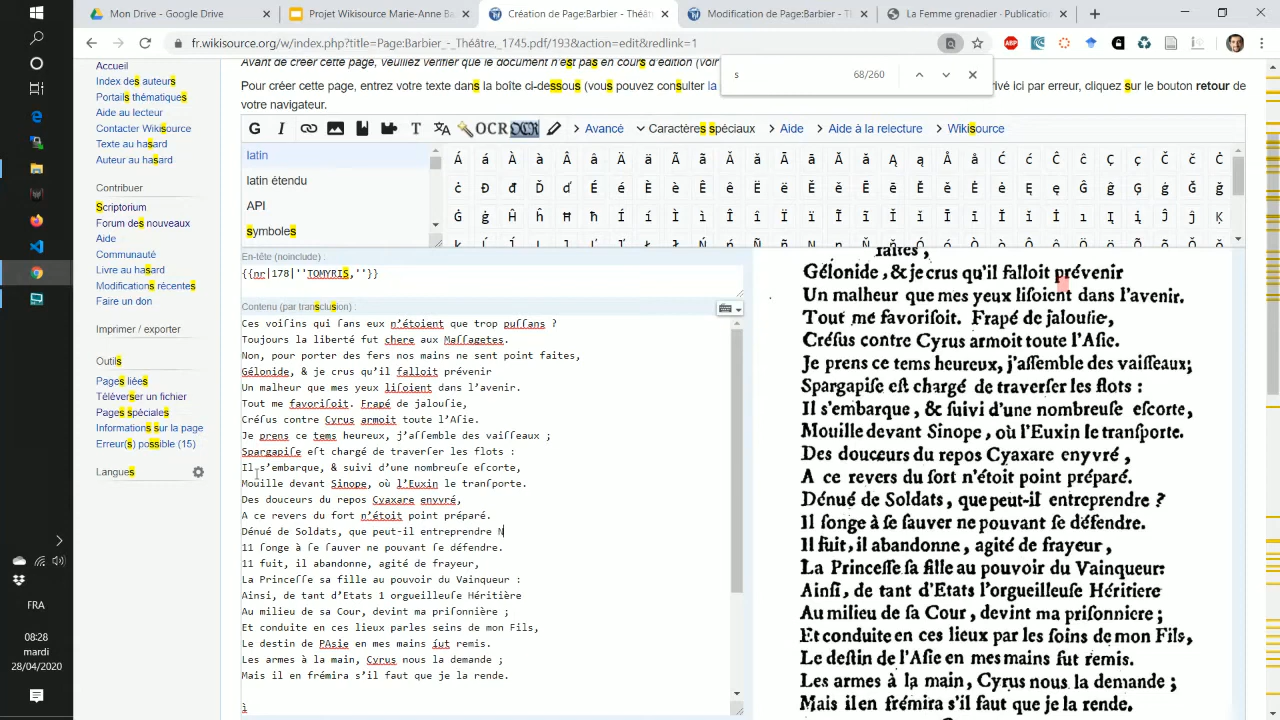 Mon Drive - Google Drive
Projet Wikisource Marie-Anne Ba
Création de Page:Barbier - Théâtr
Modification de Page:Barbier - T
La Femme grenadier - Publication
fr.wikisource.org/w/index.php?title=Page:Barbier_-_Théâtre,_1745.pdf/193&action=edit&redlink=1
s
68/260
ABP
Avant de créer cette page, veuillez vérifier que le document n'est pas en cours d'édition (voir
Pour créer cette page, entrez votre texte dans la boîte ci-dessous (vous pouvez consulter la
rivé ici par erreur, cliquez sur le bouton retour de
votre navigateur.
Accueil
Index des auteurs
Portails thématiques
Aide au lecteur
Contacter Wikisource
Texte au hasard
Auteur au hasard
Contribuer
Scriptorium
Forum des nouveaux
Aide
Communauté
Livre au hasard
Modifications récentes
Faire un don
Imprimer / exporter
Outils
Pages liées
Téléverser un fichier
Pages spéciales
Informations sur la page
Erreur(s) possible (15)
Langues
G I OCR OCR Avancé Caractères spéciaux Aide Aide à la relecture Wikisource
latin
latin étendu
API
symboles
Á á À à Â â Ä ä Ã ã Ǎ ǎ Ā ā Ă ă Ą ą Å å Ć ć Ĉ ĉ Ç ç Č č Ċ
ċ Đ đ Ď ď É é È è Ê ê Ë ë Ě ě Ē ē Ĕ ĕ Ė ė Ę ę Ĝ ĝ Ģ ģ Ğ ğ
En-tête (noinclude) :
{{nr|178|''TOMYRIS,''}}
Contenu (par transclusion) :
Ces voiſins qui ſans eux n’étoient que trop puſſans ?
Toujours la liberté fut chere aux Maſſagetes.
Non, pour porter des fers nos mains ne sent point faites,
Gélonide, & je crus qu’il falloit prévenir
Un malheur que mes yeux liſoient dans l’avenir.
Tout me favoriſoit. Frapé de jalouſie,
Créſus contre Cyrus armoit toute l’Aſie.
Je prens ce tems heureux, j’aſſemble des vaiſſeaux ;
Spargapiſe eſt chargé de traverſer les flots :
Il s’embarque, & suivi d’une nombreuſe eſcorte,
Mouille devant Sinope, où l’Euxin le tranſporte.
Des douceurs du repos Cyaxare enyvré,
A ce revers du fort n’étoit point préparé.
Dénué de Soldats, que peut-il entreprendre N
11 ſonge à ſe ſauver ne pouvant ſe défendre.
11 fuit, il abandonne, agité de frayeur,
La Princeſſe sa fille au pouvoir du Vainqueur :
Ainsi, de tant d’Etats 1 orgueilleuſe Héritière
Au milieu de sa Cour, devint ma priſonnière ;
Et conduite en ces lieux parles seins de mon Fils,
Le destin de PAsie en mes mains ſut remis.
Les armes à la main, Cyrus nous la demande ;
Mais il en frémira s’il faut que je la rende.
ì
faites,
Gélonide, & je crus qu'il falloit prévenir
Un malheur que mes yeux liſoient dans l'avenir.
Tout me favoriſoit. Frapé de jalouſie,
Créſus contre Cyrus armoit toute l'Aſie.
Je prens ce tems heureux, j'aſſemble des vaiſſeaux;
Spargapiſe eſt chargé de traverſer les flots :
Il s'embarque, & ſuivi d'une nombreuſe eſcorte,
Mouille devant Sinope, où l'Euxin le tranſporte.
Des douceurs du repos Cyaxare enyvré,
A ce revers du ſort n'étoit point préparé.
Dénué de Soldats, que peut-il entreprendre ?
Il ſonge à ſe ſauver ne pouvant ſe défendre.
Il fuit, il abandonne, agité de frayeur,
La Princeſſe ſa fille au pouvoir du Vainqueur:
Ainſi, de tant d'Etats l'orgueilleuſe Héritiere
Au milieu de ſa Cour, devint ma priſonniere ;
Et conduite en ces lieux par les ſoins de mon Fils,
Le deſtin de l'Aſie en mes mains fut remis.
Les armes à la main, Cyrus nous la demande ;
Mais il en frémira s'il faut que je la rende.
FRA
08:28
mardi
28/04/2020